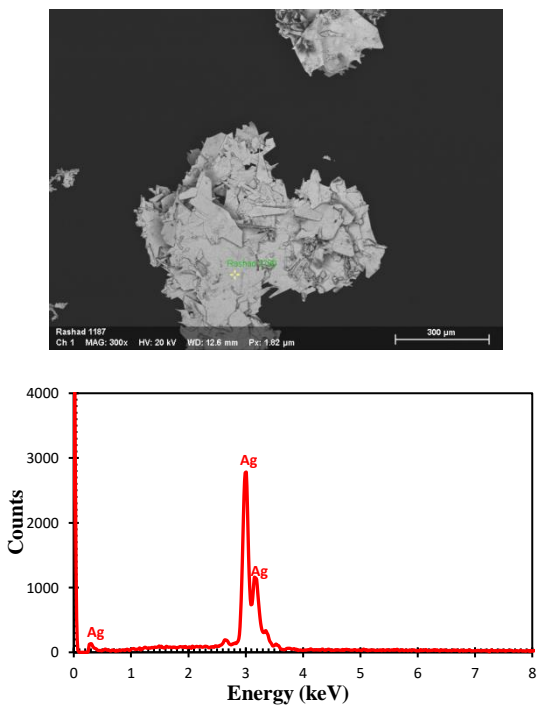 Rashad 1187
Ch 1 MAG: 300x HV: 20 kV WD: 12.6 mm Px: 1.82 µm
300 µm
4000
3000
2000
1000
0
Counts
Ag
Ag
Ag
0 1 2 3 4 5 6 7 8
Energy (keV)